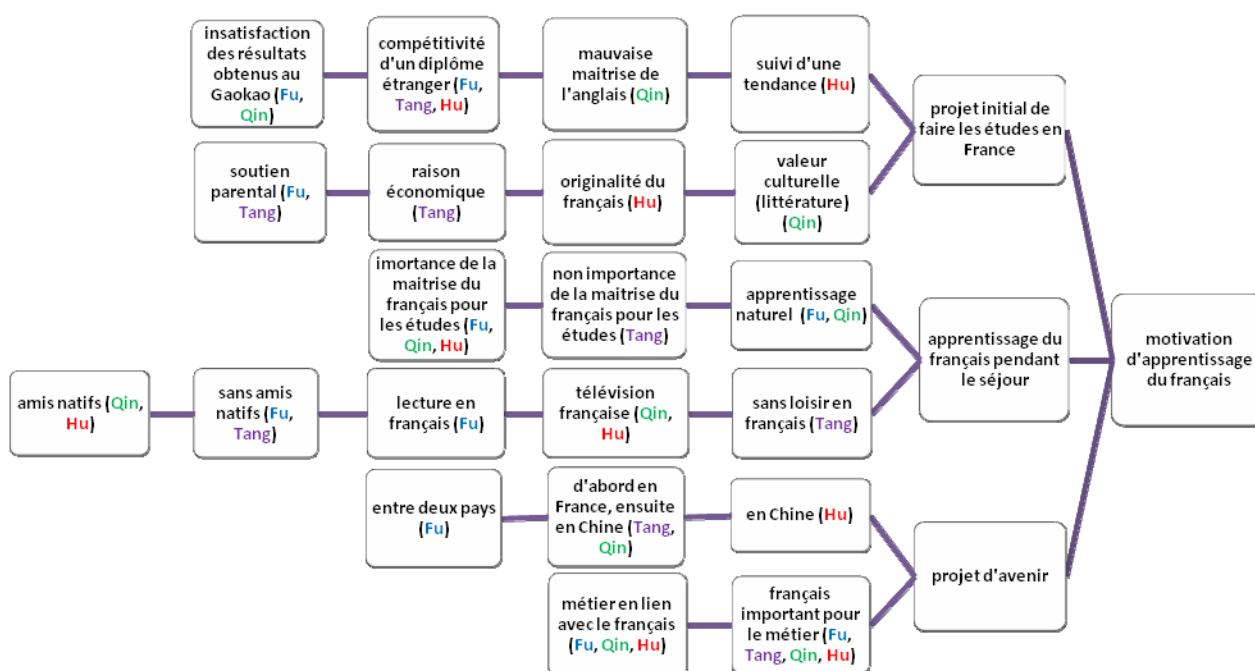 insatisfaction
des résultats
obtenus au
Gaokao (Fu,
Qin)
compétitivité
d'un diplôme
étranger (Fu,
Tang, Hu)
mauvaise
maitrise de
l'anglais (Qin)
suivi d'une
tendance (Hu)
projet initial de
faire les études en
France
soutien
parental (Fu,
Tang)
raison
économique
(Tang)
originalité du
français (Hu)
valeur
culturelle
(littérature)
(Qin)
imortance de la
maitrise du
français pour
les études (Fu,
Qin, Hu)
non importance
de la maitrise du
français pour les
études (Tang)
apprentissage
naturel (Fu, Qin)
apprentissage du
français pendant
le séjour
motivation
d'apprentissage
du français
amis natifs (Qin,
Hu)
sans amis
natifs (Fu,
Tang)
lecture en
français (Fu)
télévision
française (Qin,
Hu)
sans loisir en
français (Tang)
entre deux pays
(Fu)
d'abord en
France, ensuite
en Chine (Tang,
Qin)
en Chine (Hu)
projet d'avenir
métier en lien
avec le français
(Fu, Qin, Hu)
français
important pour
le métier (Fu,
Tang, Qin, Hu)